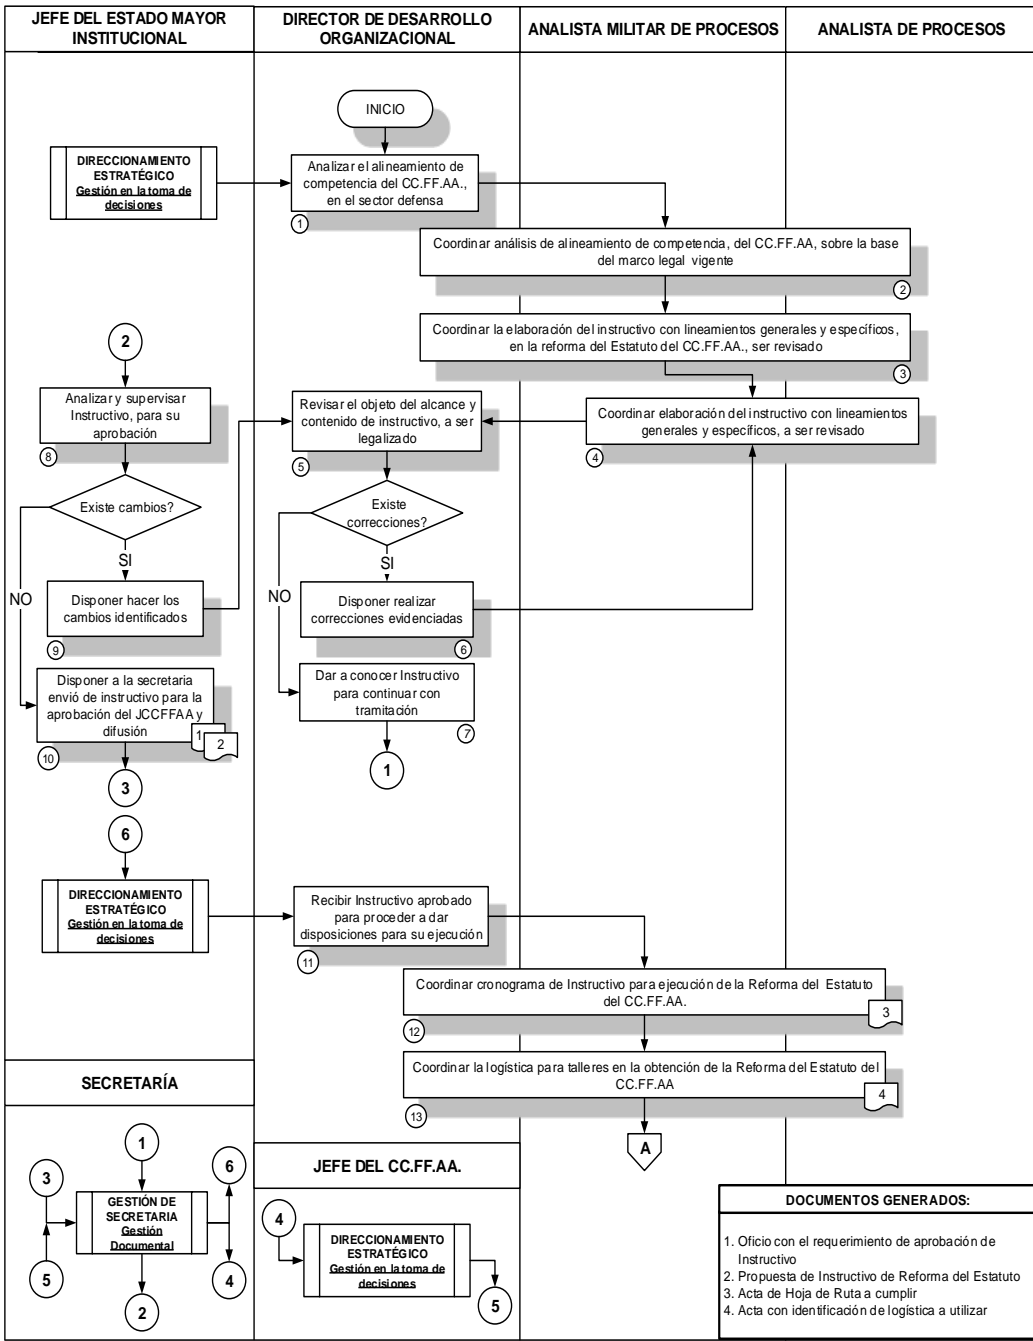 JEFE DEL ESTADO MAYOR
INSTITUCIONAL
DIRECTOR DE DESARROLLO
ORGANIZACIONAL
ANALISTA MILITAR DE PROCESOS
ANALISTA DE PROCESOS
INICIO
DIRECCIONAMIENTO
ESTRATÉGICO
Gestión en la toma de
decisiones
Analizar el alineamiento de
competencia del CC.FF.AA.,
en el sector defensa
1
Coordinar análisis de alineamiento de competencia, del CC.FF.AA, sobre la base
del marco legal vigente
2
Coordinar la elaboración del instructivo con lineamientos generales y específicos,
en la reforma del Estatuto del CC.FF.AA., ser revisado
3
2
Analizar y supervisar
Instructivo, para su
aprobación
8
Revisar el objeto del alcance y
contenido de instructivo, a ser
legalizado
5
Coordinar elaboración del instructivo con lineamientos
generales y específicos, a ser revisado
4
Existe cambios?
Existe
correcciones?
SI
SI
NO
NO
Disponer hacer los
cambios identificados
9
Disponer realizar
correcciones evidenciadas
6
Disponer a la secretaria
envió de instructivo para la
aprobación del JCCFFAA y
difusión
1
2
10
Dar a conocer Instructivo
para continuar con
tramitación
7
3
1
6
DIRECCIONAMIENTO
ESTRATÉGICO
Gestión en la toma de
decisiones
Recibir Instructivo aprobado
para proceder a dar
disposiciones para su ejecución
11
Coordinar cronograma de Instructivo para ejecución de la Reforma del Estatuto
del CC.FF.AA.
3
12
Coordinar la logística para talleres en la obtención de la Reforma del Estatuto del
CC.FF.AA
4
13
A
SECRETARÍA
1
3
6
GESTIÓN DE
SECRETARIA
Gestión
Documental
5
4
2
JEFE DEL CC.FF.AA.
4
DIRECCIONAMIENTO
ESTRATÉGICO
Gestión en la toma de
decisiones
5
DOCUMENTOS GENERADOS:
1. Oficio con el requerimiento de aprobación de
Instructivo
2. Propuesta de Instructivo de Reforma del Estatuto
3. Acta de Hoja de Ruta a cumplir
4. Acta con identificación de logística a utilizar